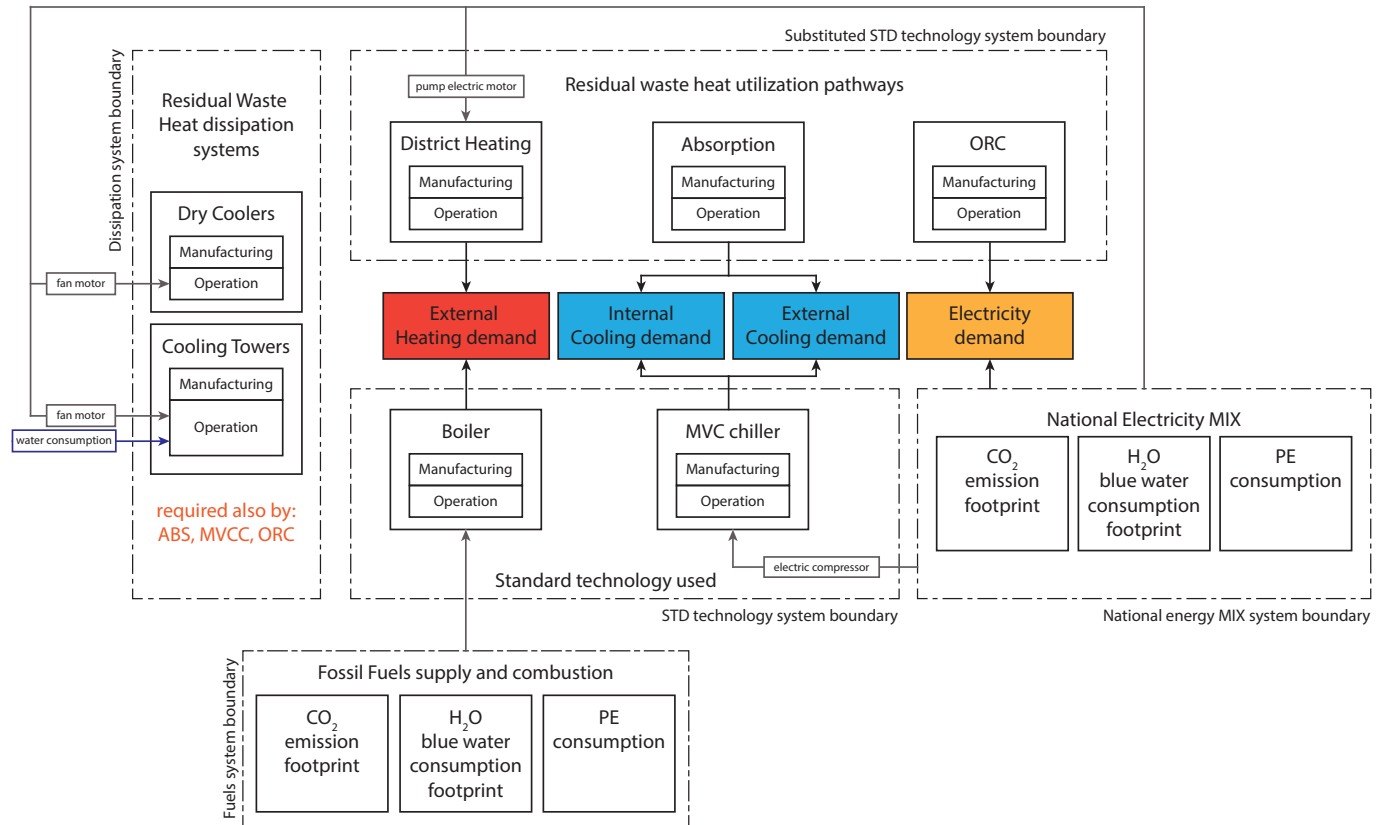 Substituted STD technology system boundary
Dissipation system boundary
Residual Waste
Heat dissipation
systems
Dry Coolers
Manufacturing
Operation
fan motor
Cooling Towers
Manufacturing
Operation
fan motor
water consumption
required also by:
ABS, MVCC, ORC
pump electric motor
Residual waste heat utilization pathways
District Heating
Manufacturing
Operation
Absorption
Manufacturing
Operation
ORC
Manufacturing
Operation
External
Heating demand
Internal
Cooling demand
External
Cooling demand
Electricity
demand
Boiler
Manufacturing
Operation
MVC chiller
Manufacturing
Operation
electric compressor
Standard technology used
STD technology system boundary
National Electricity MIX
CO2
emission
footprint
H2O
blue water
consumption
footprint
PE
consumption
National energy MIX system boundary
Fuels system boundary
Fossil Fuels supply and combustion
CO2
emission
footprint
H2O
blue water
consumption
footprint
PE
consumption